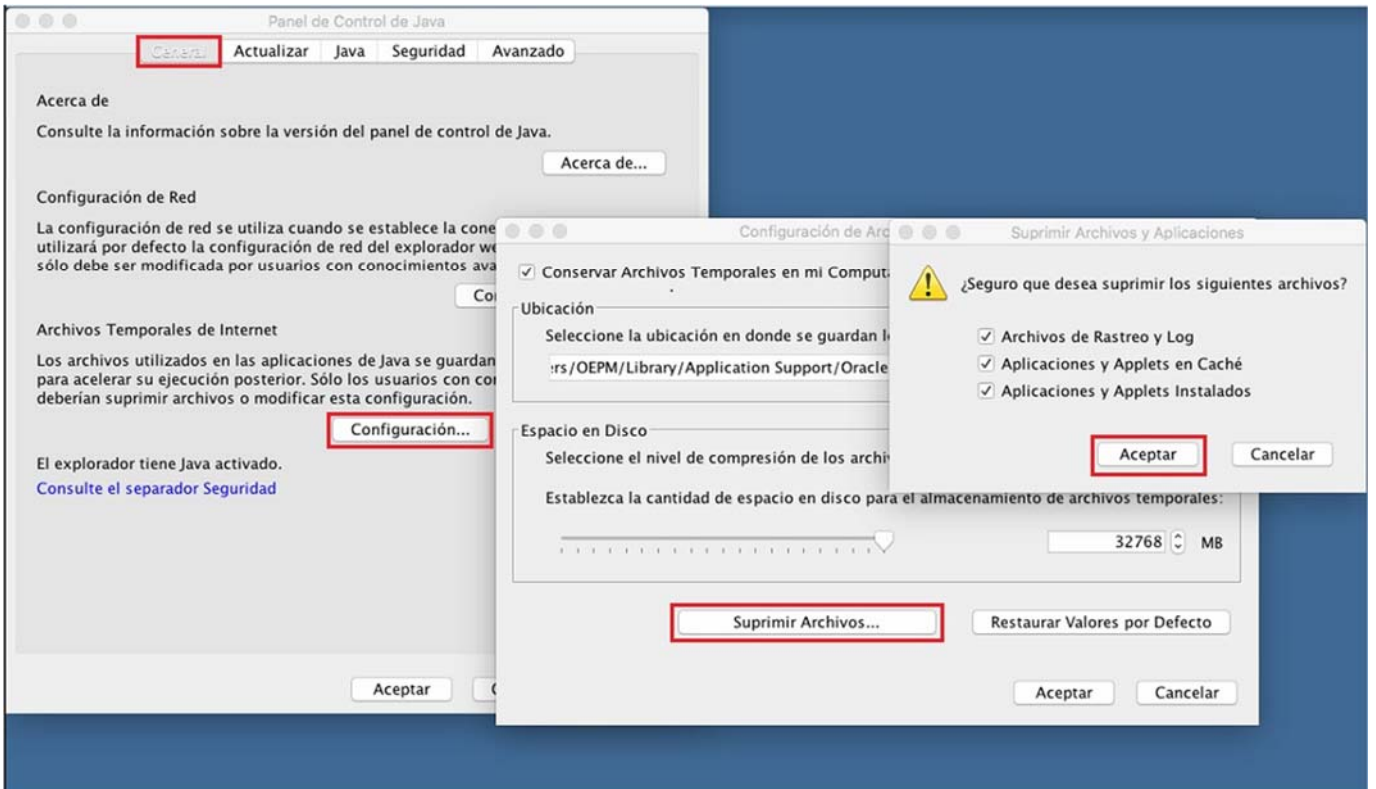 Panel de Control de Java
General Actualizar Java Seguridad Avanzado
Acerca de
Consulte la información sobre la versión del panel de control de Java.
Acerca de...
Configuración de Red
La configuración de red se utiliza cuando se establece la
utilizará por defecto la configuración de red del explorador
sólo debe ser modificada por usuarios con conocimientos
Archivos Temporales de Internet
Los archivos utilizados en las aplicaciones de Java se guardan
para acelerar su ejecución posterior. Sólo los usuarios con
deberían suprimir archivos o modificar esta configuración.
Configuración...
El explorador tiene Java activado.
Consulte el separador Seguridad
Aceptar
Configuración de
Conservar Archivos Temporales en mi
Ubicación
Seleccione la ubicación en donde se guardan
rs/OEPM/Library/Application Support/Oracle
Espacio en Disco
Seleccione el nivel de compresión de los
Establezca la cantidad de espacio en disco para el almacenamiento de archivos temporales:
32768 MB
Suprimir Archivos... Restaurar Valores por Defecto
Aceptar Cancelar
Suprimir Archivos y Aplicaciones
¿Seguro que desea suprimir los siguientes archivos?
Archivos de Rastreo y Log
Aplicaciones y Applets en Caché
Aplicaciones y Applets Instalados
Aceptar Cancelar